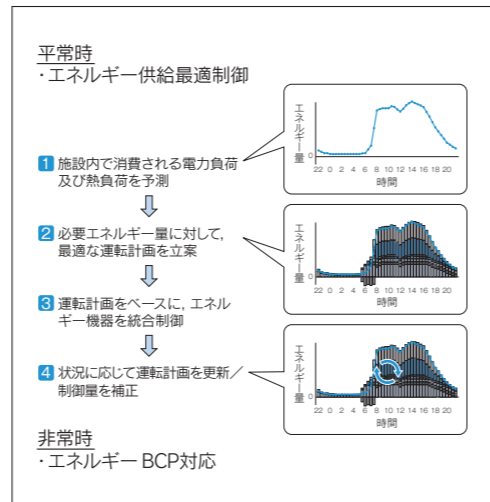 平常時
・エネルギー供給最適制御
1 施設内で消費される電力負荷
及び熱負荷を予測
エネルギー量
0
22 0 2 4 6 8 10 12 14 16 18 20
時間
2 必要エネルギー量に対して,
最適な運転計画を立案
エネルギー量
0
22 0 2 4 6 8 10 12 14 16 18 20
時間
3 運転計画をベースに, エネル
ギー機器を統合制御
4 状況に応じて運転計画を更新／
制御量を補正
エネルギー量
0
22 0 2 4 6 8 10 12 14 16 18 20
時間
非常時
・エネルギー BCP対応